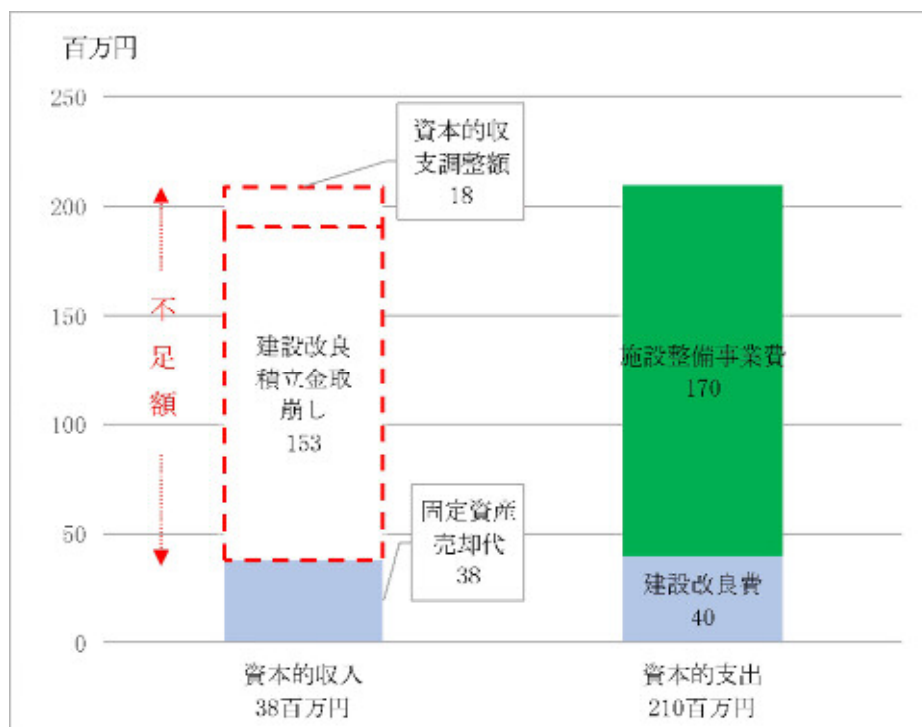 百万円
250
200
150
100
50
0
資本的収
支調整額
18
不足額
建設改良
積立金取
崩し
153
固定資産
売却代
38
施設整備事業費
170
建設改良費
40
資本的収入
38百万円
資本的支出
210百万円